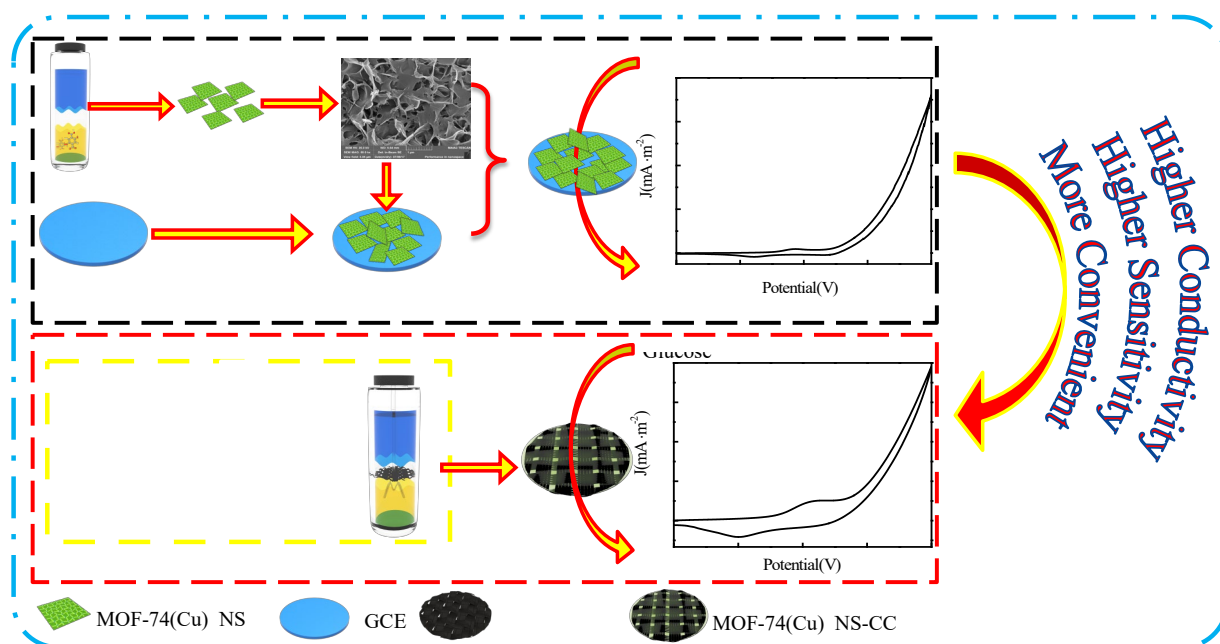 J(mA·m-2)
Potential(V)
Glucose
J(mA·m-2)
Potential(V)
Higher Conductivity
Higher Sensitivity
More Convenient
MOF-74(Cu) NS
GCE
MOF-74(Cu) NS-CC